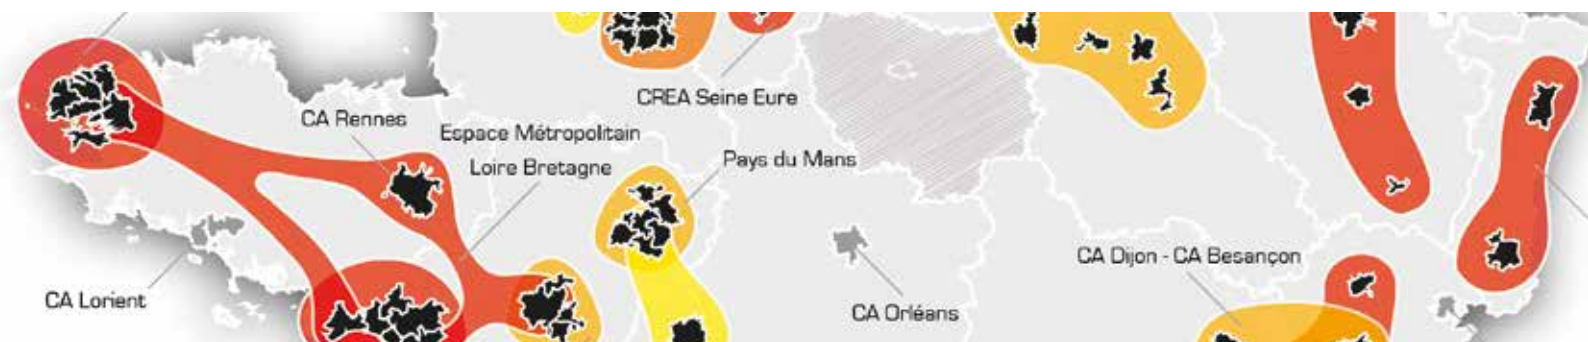 CREA Seine Eure
CA Rennes
Espace Métropolitain
Loire Bretagne
Pays du Mans
CA Dijon - CA Besançon
CA Lorient
CA Orléans